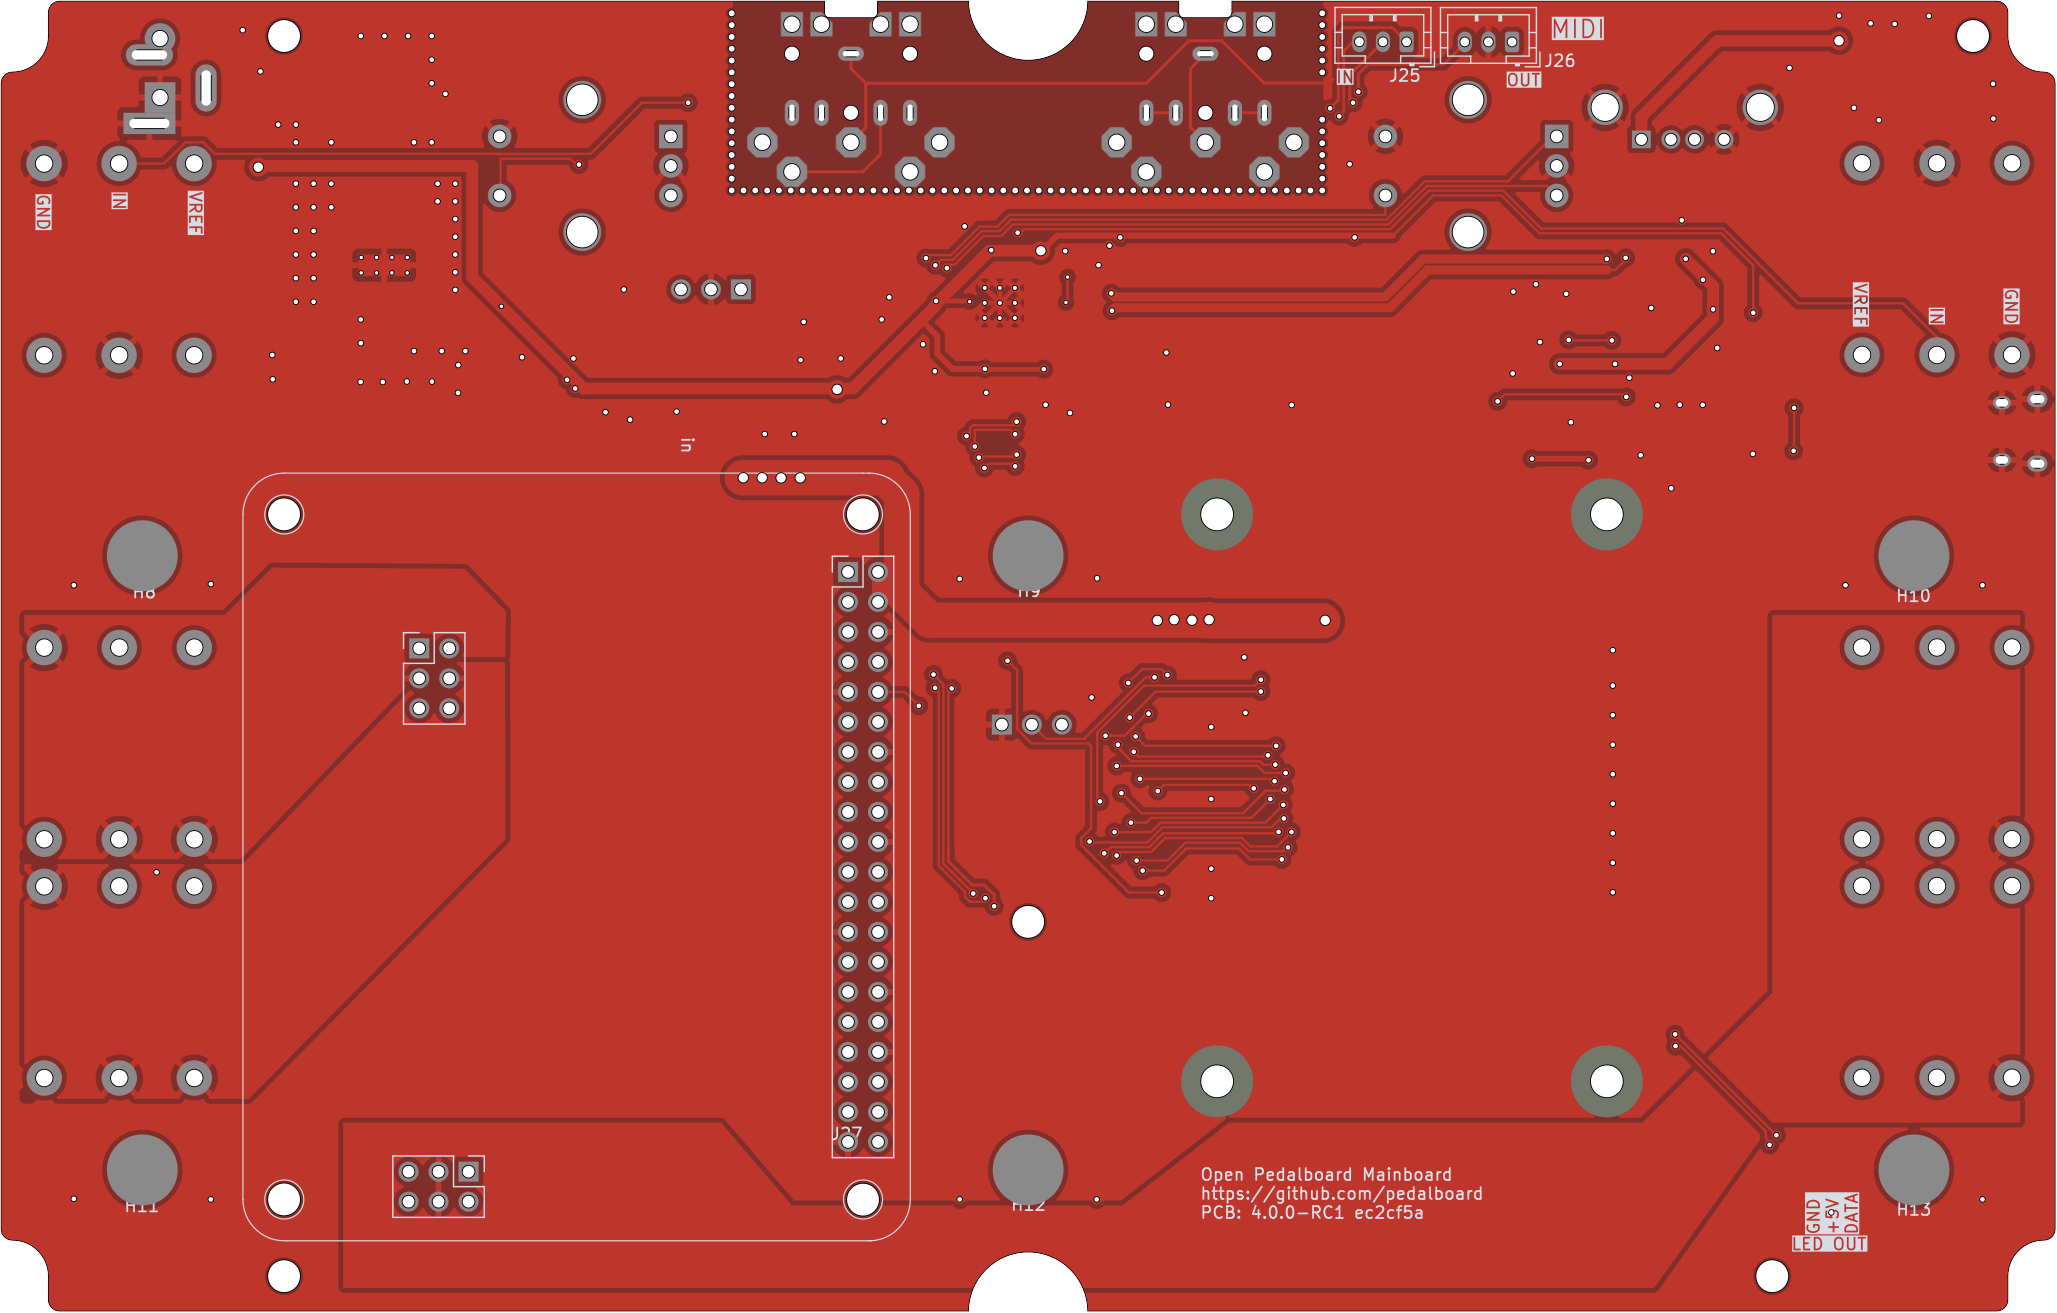 MIDI
J26
IN
J25
OUT
GND
IN
VREF
VREF
IN
GND
in
H8
H9
H10
J27
Open Pedalboard Mainboard
https://github.com/pedalboard
PCB: 4.0.0-RC1 ec2cf5a
H11
H12
H13
GND
+5V
DATA
LED OUT